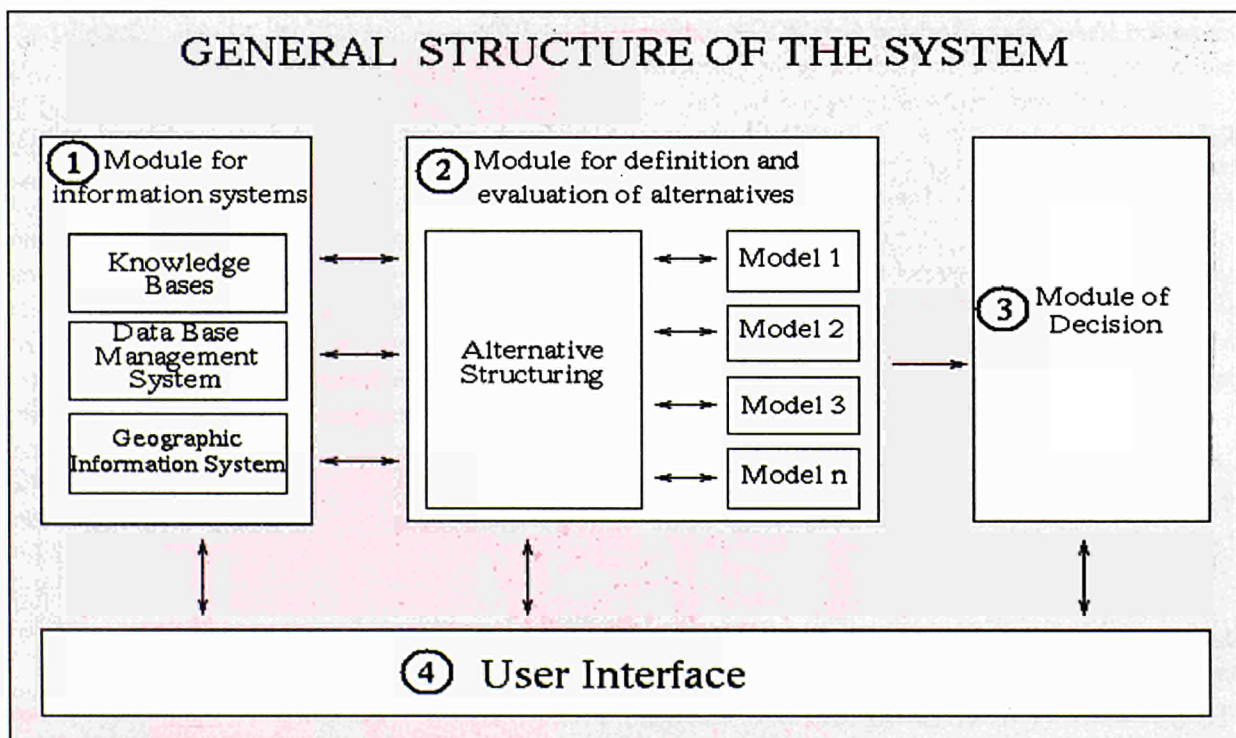 GENERAL STRUCTURE OF THE SYSTEM
1 Module for
information systems
Knowledge
Bases
Data Base
Management
System
Geographic
Information System
2 Module for definition and
evaluation of alternatives
Alternative
Structuring
Model 1
Model 2
Model 3
Model n
3 Module of
Decision
4 User Interface